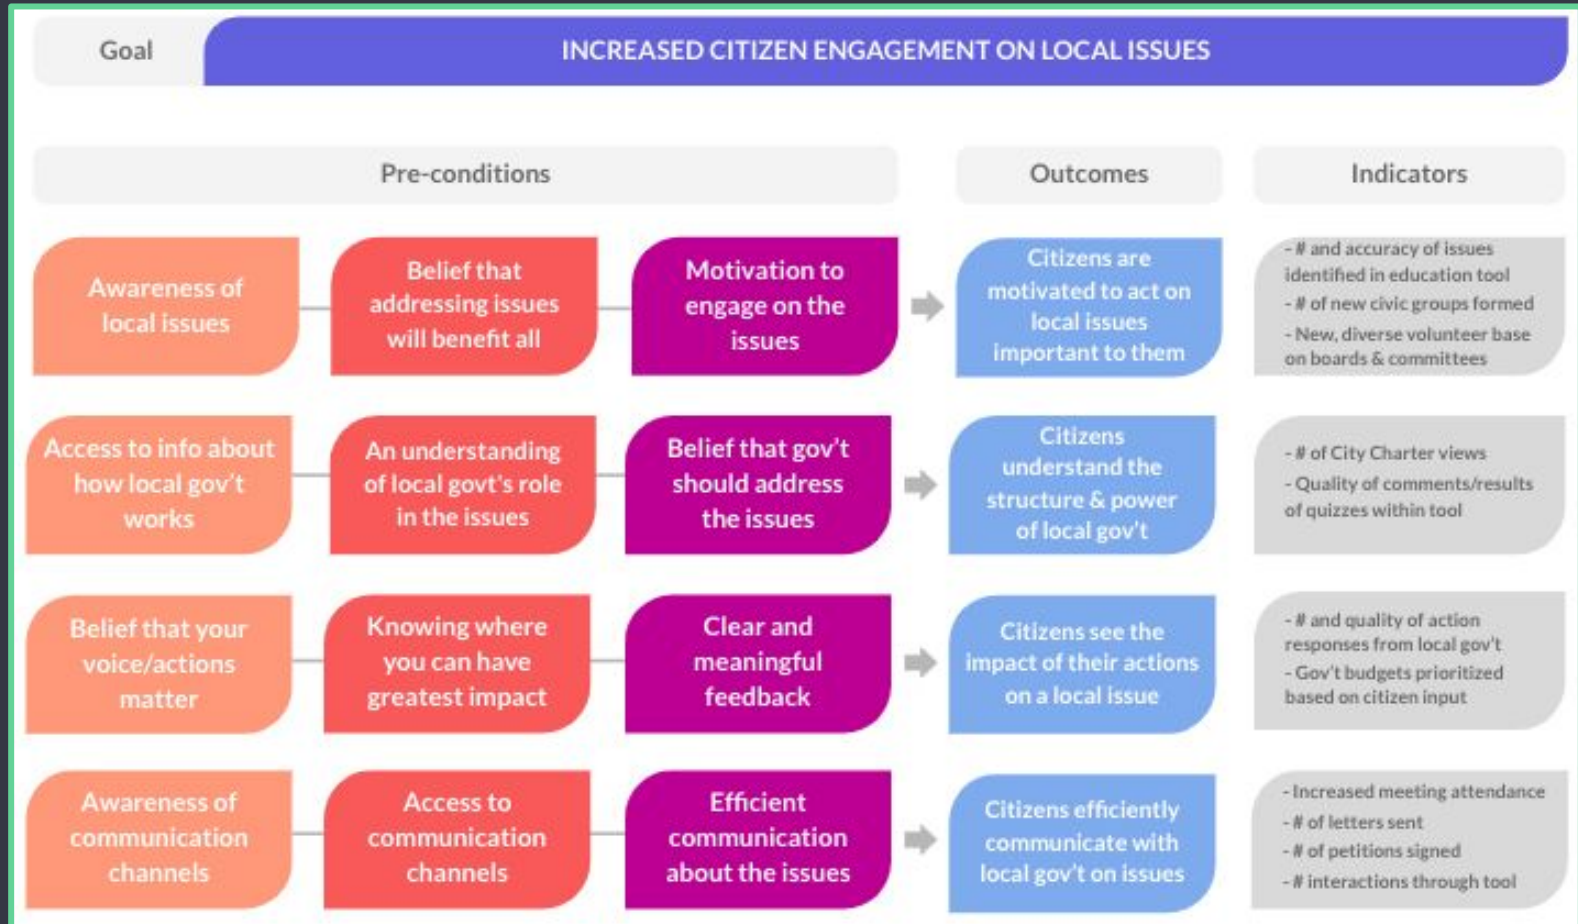 Goal
INCREASED CITIZEN ENGAGEMENT ON LOCAL ISSUES
Pre-conditions
Outcomes
Indicators
Awareness of
local issues
Belief that
addressing issues
will benefit all
Motivation to
engage on the
issues
Citizens are
motivated to act on
local issues
important to them
- # and accuracy of issues
identified in education tool
- # of new civic groups formed
- New, diverse volunteer base
on boards & committees
Access to info about
how local gov't
works
An understanding
of local govt's role
in the issues
Belief that gov't
should address
the issues
Citizens
understand the
structure & power
of local gov't
- # of City Charter views
- Quality of comments/results
of quizzes within tool
Belief that your
voice/actions
matter
Knowing where
you can have
greatest impact
Clear and
meaningful
feedback
Citizens see the
impact of their actions
on a local issue
- # and quality of action
responses from local gov't
- Gov't budgets prioritized
based on citizen input
Awareness of
communication
channels
Access to
communication
channels
Efficient
communication
about the issues
Citizens efficiently
communicate with
local gov't on issues
- Increased meeting attendance
- # of letters sent
- # of petitions signed
- # interactions through tool